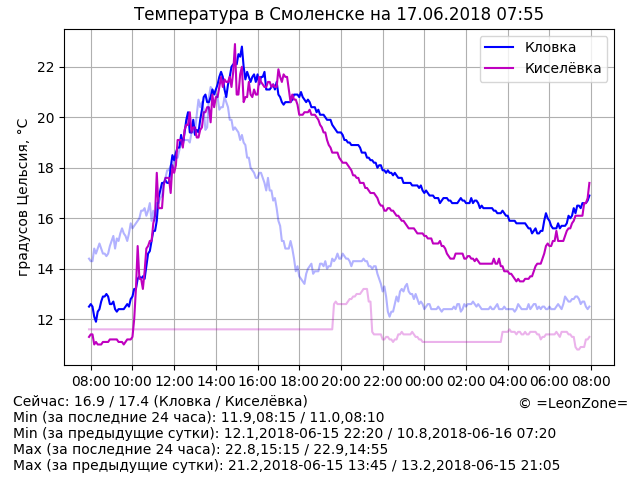 Температура в Смоленске на 17.06.2018 07:55
Кловка
Киселёвка
градусов Цельсия, °C
22
20
18
16
14
12
08:00 10:00 12:00 14:00 16:00 18:00 20:00 22:00 00:00 02:00 04:00 06:00 08:00
Сейчас: 16.9 / 17.4 (Кловка / Киселёвка)
© =LeonZone=
Min (за последние 24 часа): 11.9,08:15 / 11.0,08:10
Min (за предыдущие сутки): 12.1,2018-06-15 22:20 / 10.8,2018-06-16 07:20
Max (за последние 24 часа): 22.8,15:15 / 22.9,14:55
Max (за предыдущие сутки): 21.2,2018-06-15 13:45 / 13.2,2018-06-15 21:05